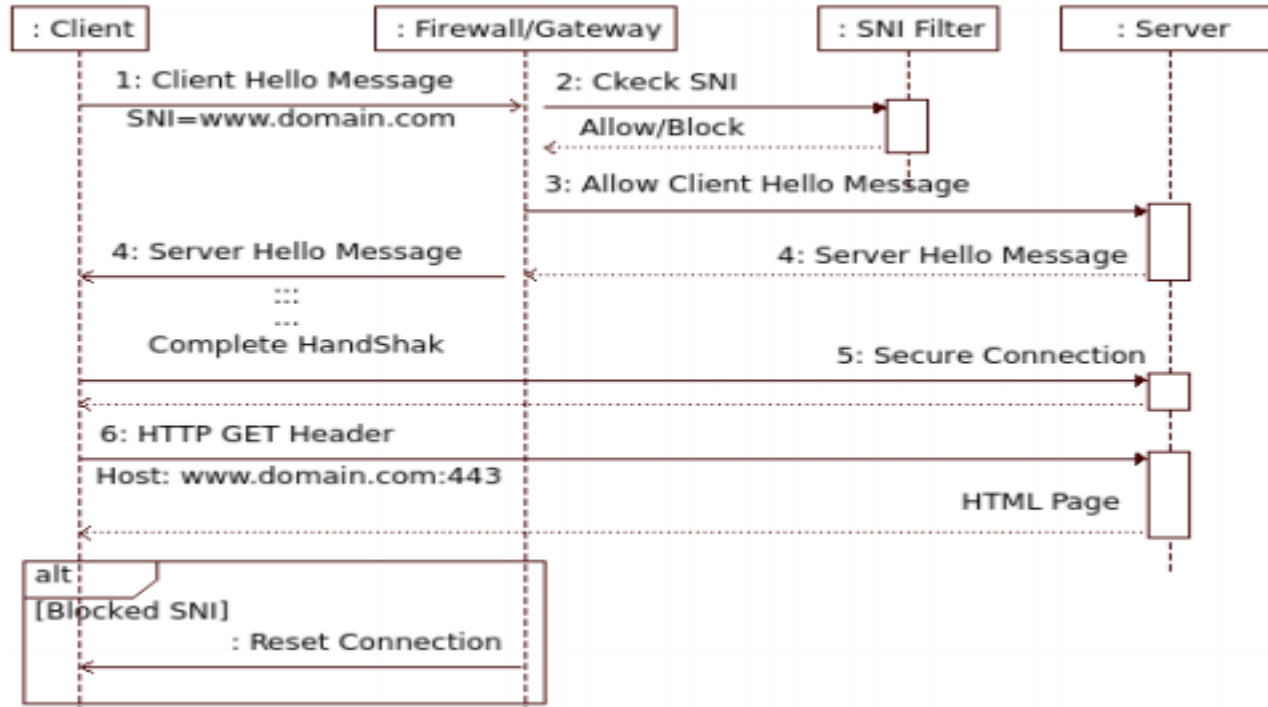 : Client
: Firewall/Gateway
: SNI Filter
: Server
1: Client Hello Message
2: Ckeck SNI
SNI=www.domain.com
Allow/Block
3: Allow Client Hello Message
4: Server Hello Message
4: Server Hello Message
:::
...
Complete HandShak
5: Secure Connection
6: HTTP GET Header
Host: www.domain.com:443
HTML Page
alt
[Blocked SNI]
: Reset Connection